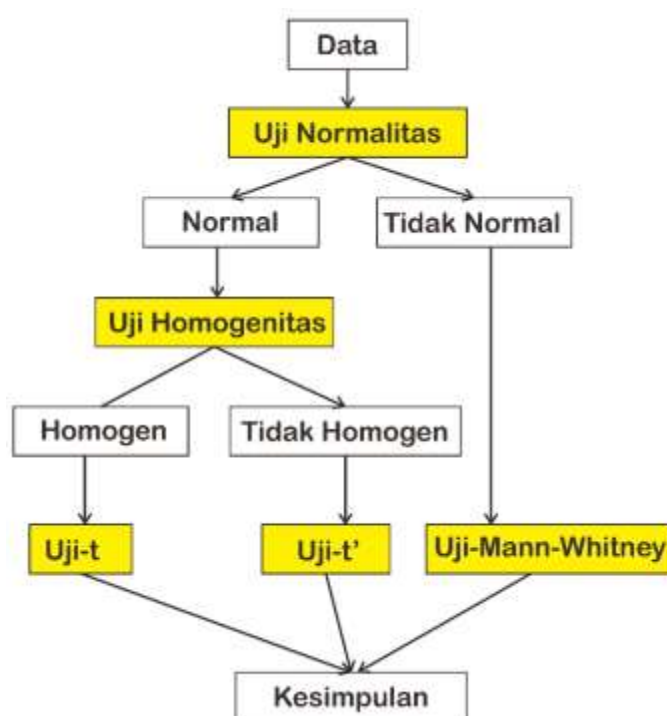 Data
Uji Normalitas
Normal
Tidak Normal
Uji Homogenitas
Homogen
Tidak Homogen
Uji-t
Uji-t’
Uji-Mann-Whitney
Kesimpulan